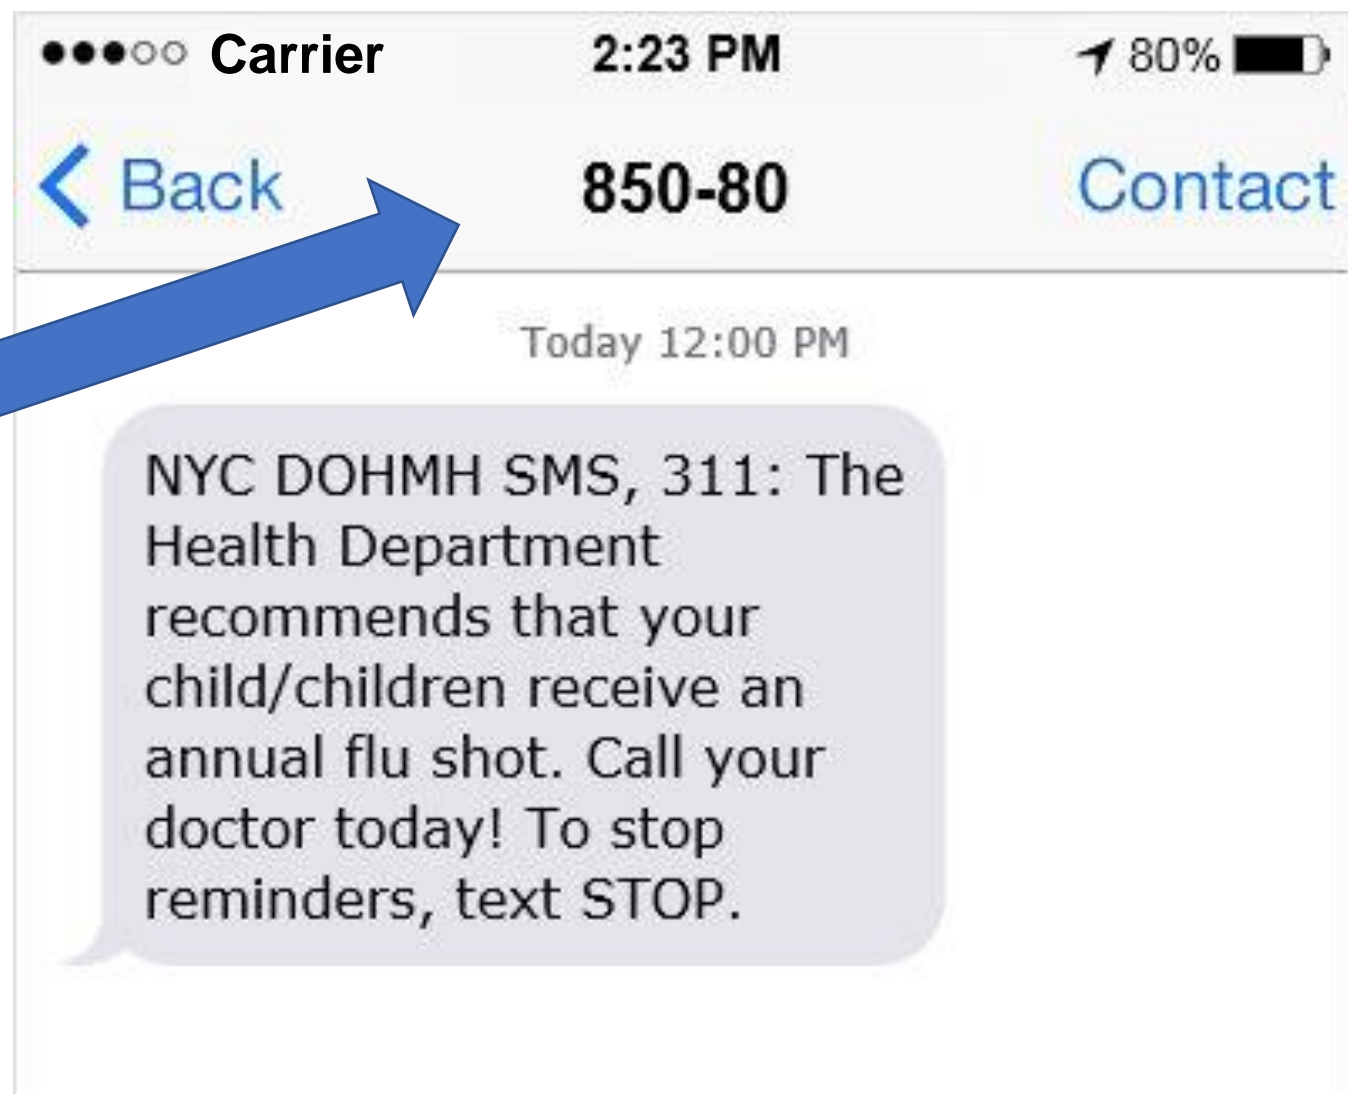 Carrier 2:23 PM 80%
Back 850-80 Contact
Today 12:00 PM
NYC DOHMH SMS, 311: The
Health Department
recommends that your
child/children receive an
annual flu shot. Call your
doctor today! To stop
reminders, text STOP.